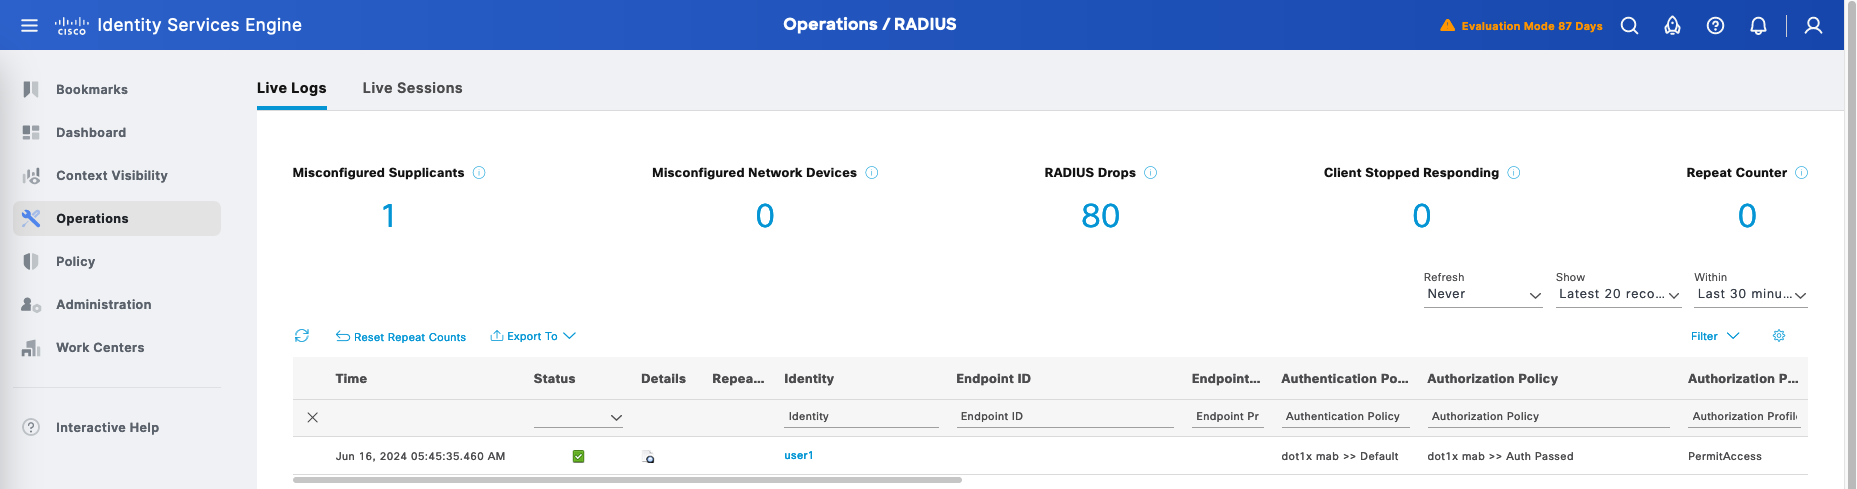 CISCO Identity Services Engine
Operations / RADIUS
Evaluation Mode 87 Days
Bookmarks
Dashboard
Context Visibility
Operations
Policy
Administration
Work Centers
Interactive Help
Live Logs Live Sessions
Misconfigured Supplicants Misconfigured Network Devices RADIUS Drops Client Stopped Responding Repeat Counter
1 0 80 0 0
Refresh Show Within
Never Latest 20 reco... Last 30 minu...
Reset Repeat Counts Export To Filter
Time Status Details Repea... Identity Endpoint ID Endpoint... Authentication Po... Authorization Policy Authorization P...
Identity Endpoint ID Endpoint Pr Authentication Policy Authorization Policy Authorization Profil
Jun 16, 2024 05:45:35.460 AM user1 dot1x mab >> Default dot1x mab >> Auth Passed PermitAccess